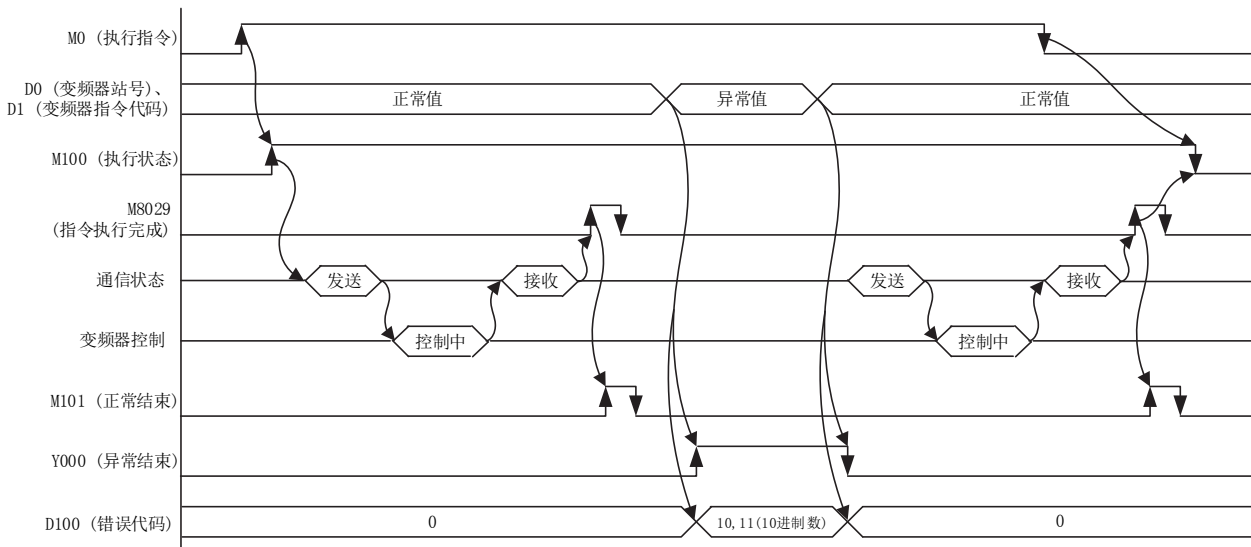 M0 (执行指令)
D0 (变频器站号)、
D1 (变频器指令代码)
正常值
异常值
正常值
M100 (执行状态)
M8029
(指令执行完成)
通信状态
发送
接收
发送
接收
变频器控制
控制中
控制中
M101 (正常结束)
Y000 (异常结束)
D100 (错误代码)
0
10,11(10进制数)
0